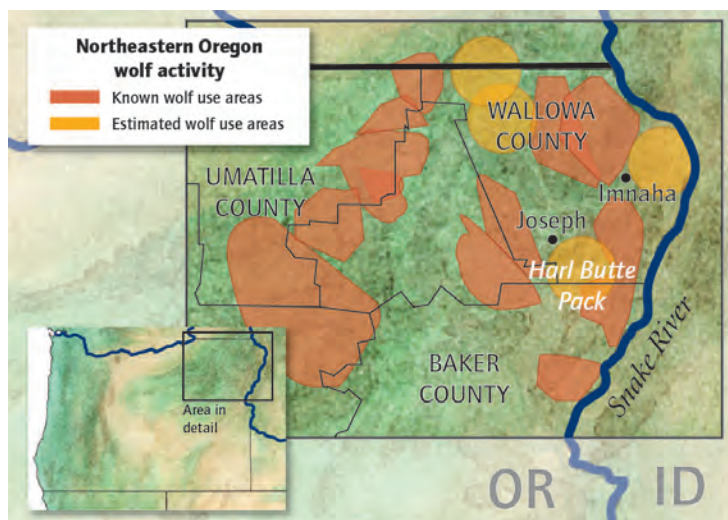 Northeastern Oregon
wolf activity
Known wolf use areas
Estimated wolf use areas
WALLOWA
COUNTY
UMATILLA
COUNTY
Imnaha
Joseph
Harl Butte
Pack
BAKER
COUNTY
Snake River
Area in
detail
OR
ID